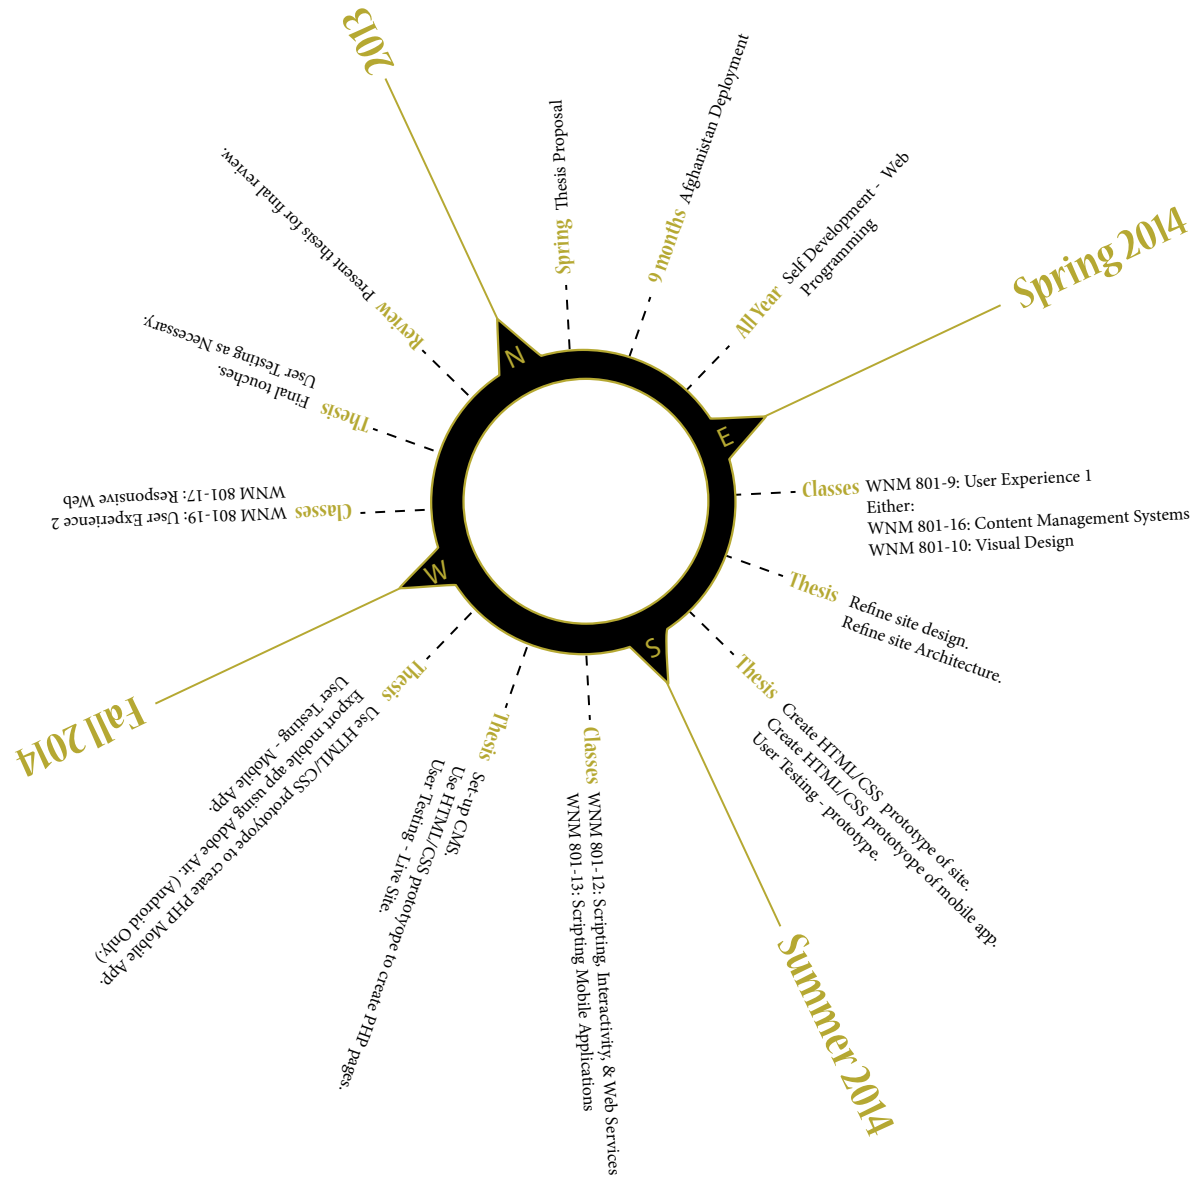 2013
N
Spring Thesis Proposal
9 months Afghanistan Deployment
All Year Self Development - Web
Programming
Spring 2014
E
Classes WNM 801-9: User Experience 1
Either:
WNM 801-16: Content Management Systems
WNM 801-10: Visual Design
Thesis Refine site design.
Refine site Architecture.
Thesis Create HTML/CSS prototype of site.
Create HTML/CSS prototyope of mobile app.
User Testing - prototype.
Summer 2014
S
Classes WNM 801-12: Scripting, Interactivity, & Web Services
WNM 801-13: Scripting Mobile Applications
Thesis Set-up CMS.
Use HTML/CSS prototyope to create PHP pages.
User Testing - Live Site.
Thesis Use HTML/CSS prototyope to create PHP Mobile App.
Export mobile app using Adobe Air. (Android Only.)
User Testing - Mobile App.
Fall 2014
W
Classes WNM 801-19: User Experience 2
WNM 801-17: Responsive Web
Thesis Final touches.
User Testing as Necessary.
Review Present thesis for final review.